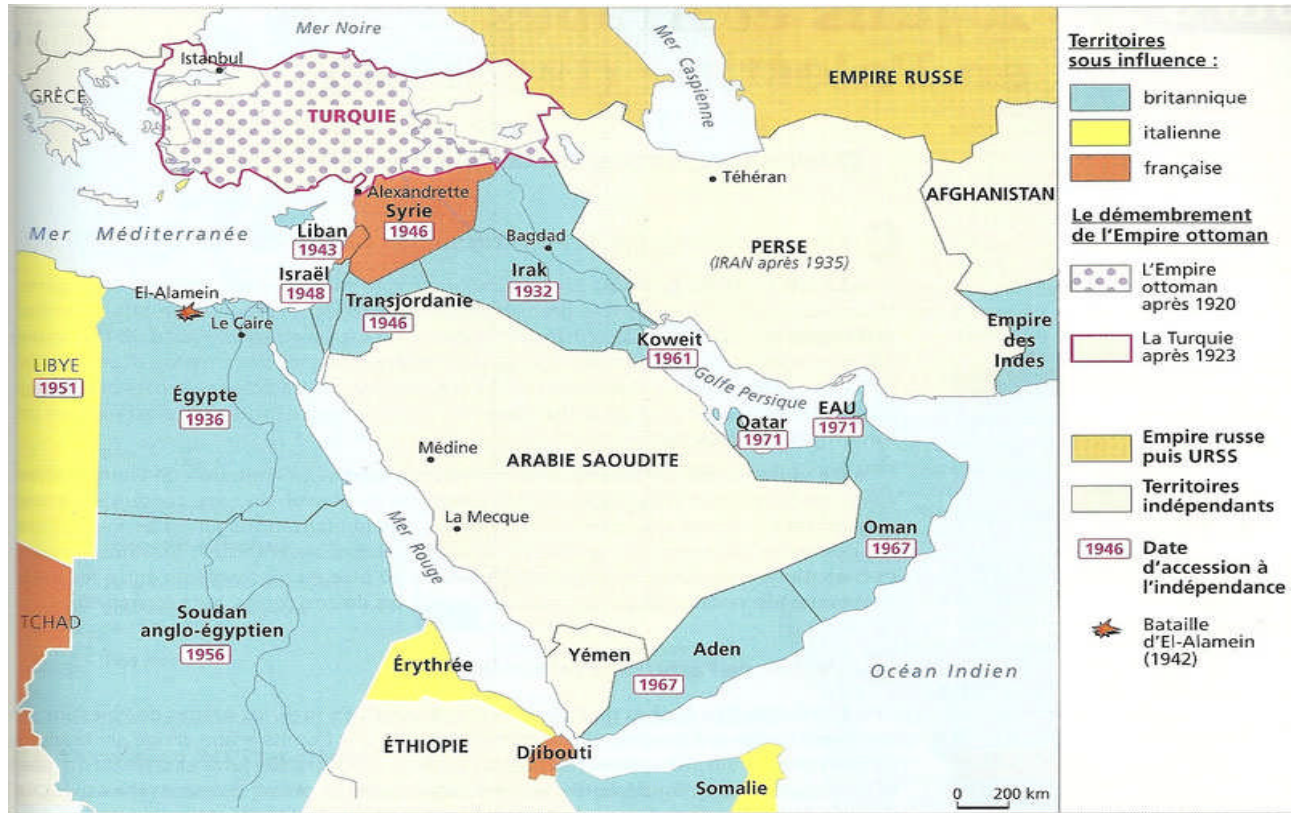 Mer Noire
Istanbul
GRÈCE
TURQUIE
Mer Caspienne
EMPIRE RUSSE
Téhéran
AFGHANISTAN
Alexandrette
Mer Méditerranée
Liban
1943
Syrie
1946
Bagdad
PERSE
(IRAN après 1935)
Israël
1948
Irak
1932
El-Alamein
Le Caire
Transjordanie
1946
Koweit
1961
Empire
des
Indes
LIBYE
1951
Égypte
1936
Golfe Persique
Qatar
1971
EAU
1971
Médine
ARABIE SAOUDITE
La Mecque
Mer Rouge
Oman
1967
TCHAD
Soudan
anglo-égyptien
1956
Érythrée
Yémen
Aden
1967
Océan Indien
ÉTHIOPIE
Djibouti
Somalie
0 200 km
Territoires
sous influence :
britannique
italienne
française
Le démembrement
de l'Empire ottoman
L'Empire
ottoman
après 1920
La Turquie
après 1923
Empire russe
puis URSS
Territoires
indépendants
1946
Date
d'accession à
l'indépendance
Bataille
d'El-Alamein
(1942)